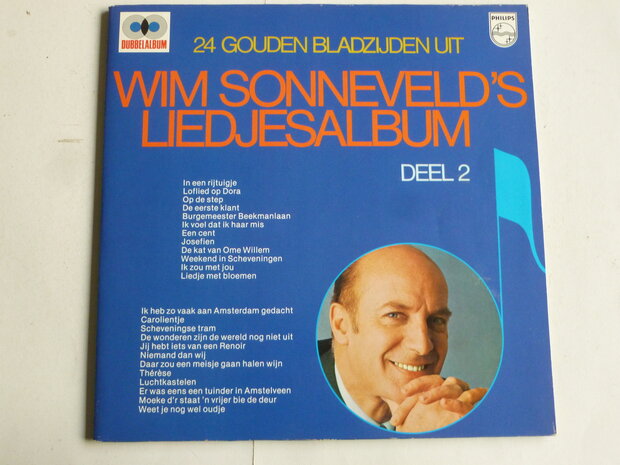 DUBBELALBUM
24 GOUDEN BLADZIJDEN UIT
PHILIPS
WIM SONNEVELD'S
LIEDJESALBUM
DEEL 2
In een rijtuigje
Loflied op Dora
Op de step
De eerste klant
Burgemeester Beekmanlaan
Ik voel dat ik haar mis
Een cent
Josefien
De kat van Ome Willem
Weekend in Scheveningen
Ik zou met jou
Liedje met bloemen
Ik heb zo vaak aan Amsterdam gedacht
Carolientje
Scheveningse tram
De wonderen zijn de wereld nog niet uit
Jij hebt iets van een Renoir
Niemand dan wij
Daar zou een meisje gaan halen wijn
Thérèse
Luchtkastelen
Er was eens een tuinder in Amstelveen
Moeke d'r staat 'n vrijer bie de deur
Weet je nog wel oudje